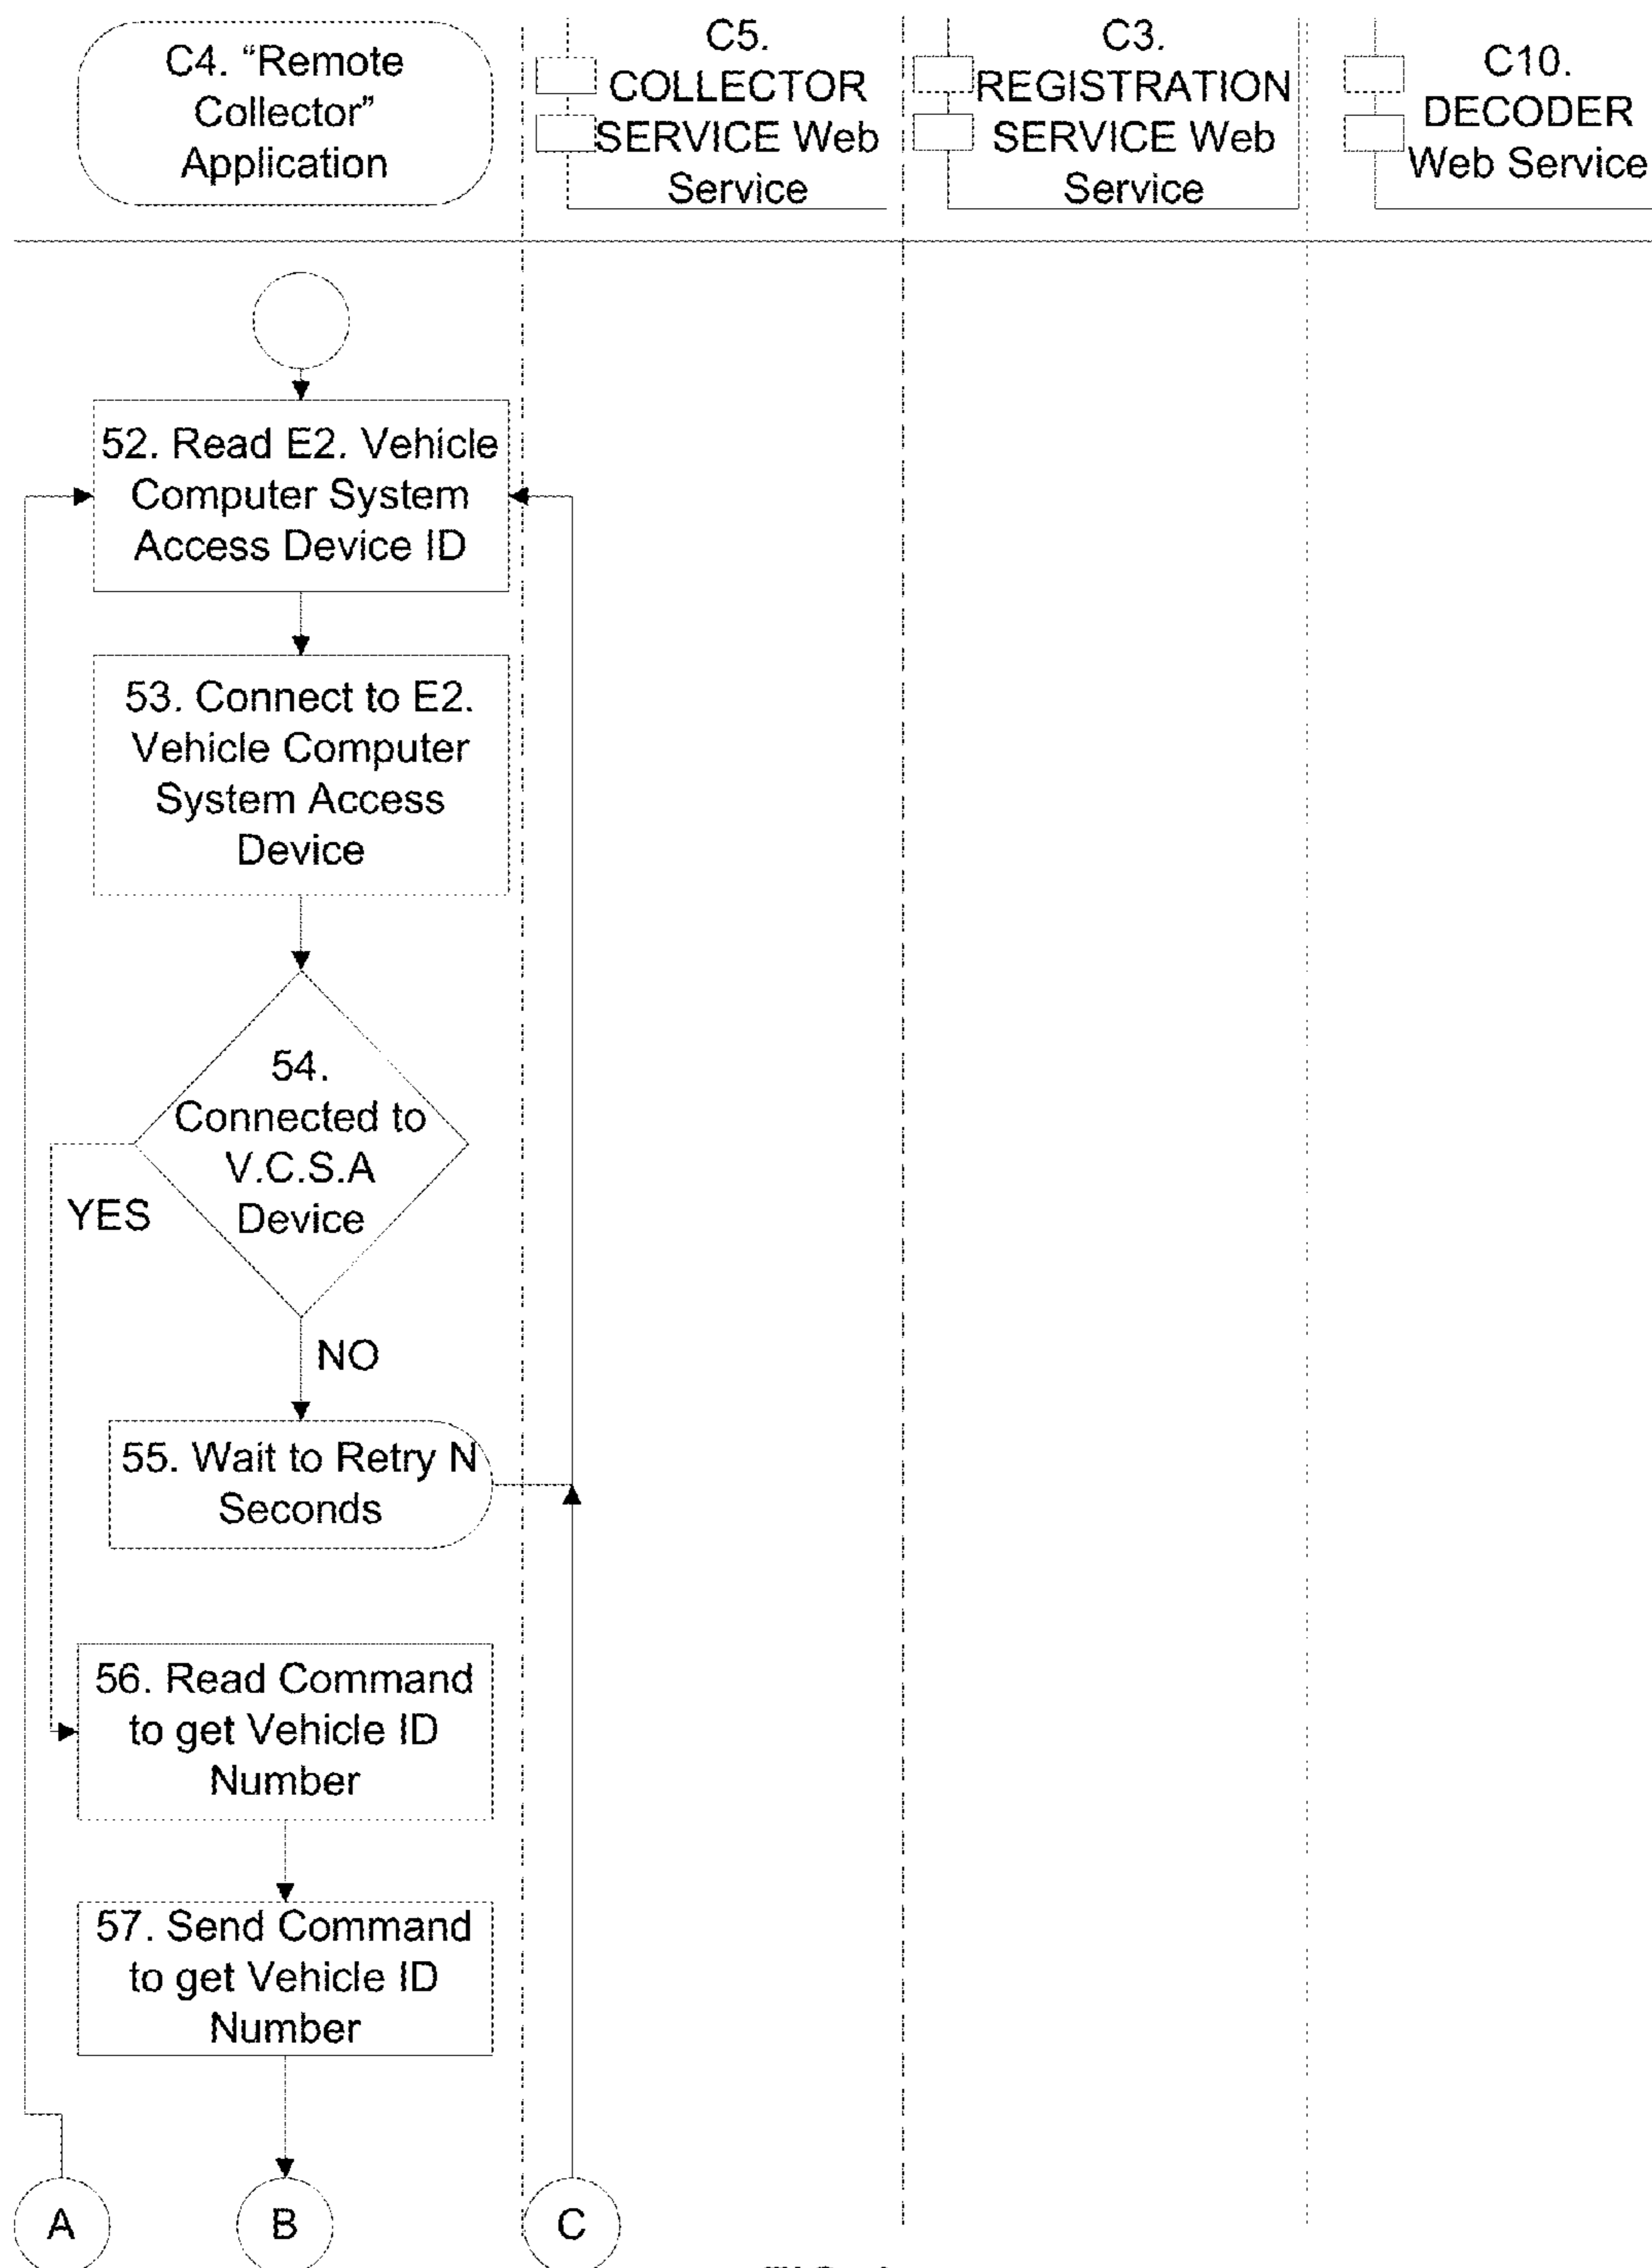 C4. “Remote
Collector”
Application
C5.
COLLECTOR
SERVICE Web
Service
C3.
REGISTRATION
SERVICE Web
Service
C10.
DECODER
Web Service
52. Read E2. Vehicle
Computer System
Access Device ID
53. Connect to E2.
Vehicle Computer
System Access
Device
54.
Connected to
V.C.S.A
Device
YES
NO
55. Wait to Retry N
Seconds
56. Read Command
to get Vehicle ID
Number
57. Send Command
to get Vehicle ID
Number
A
B
C